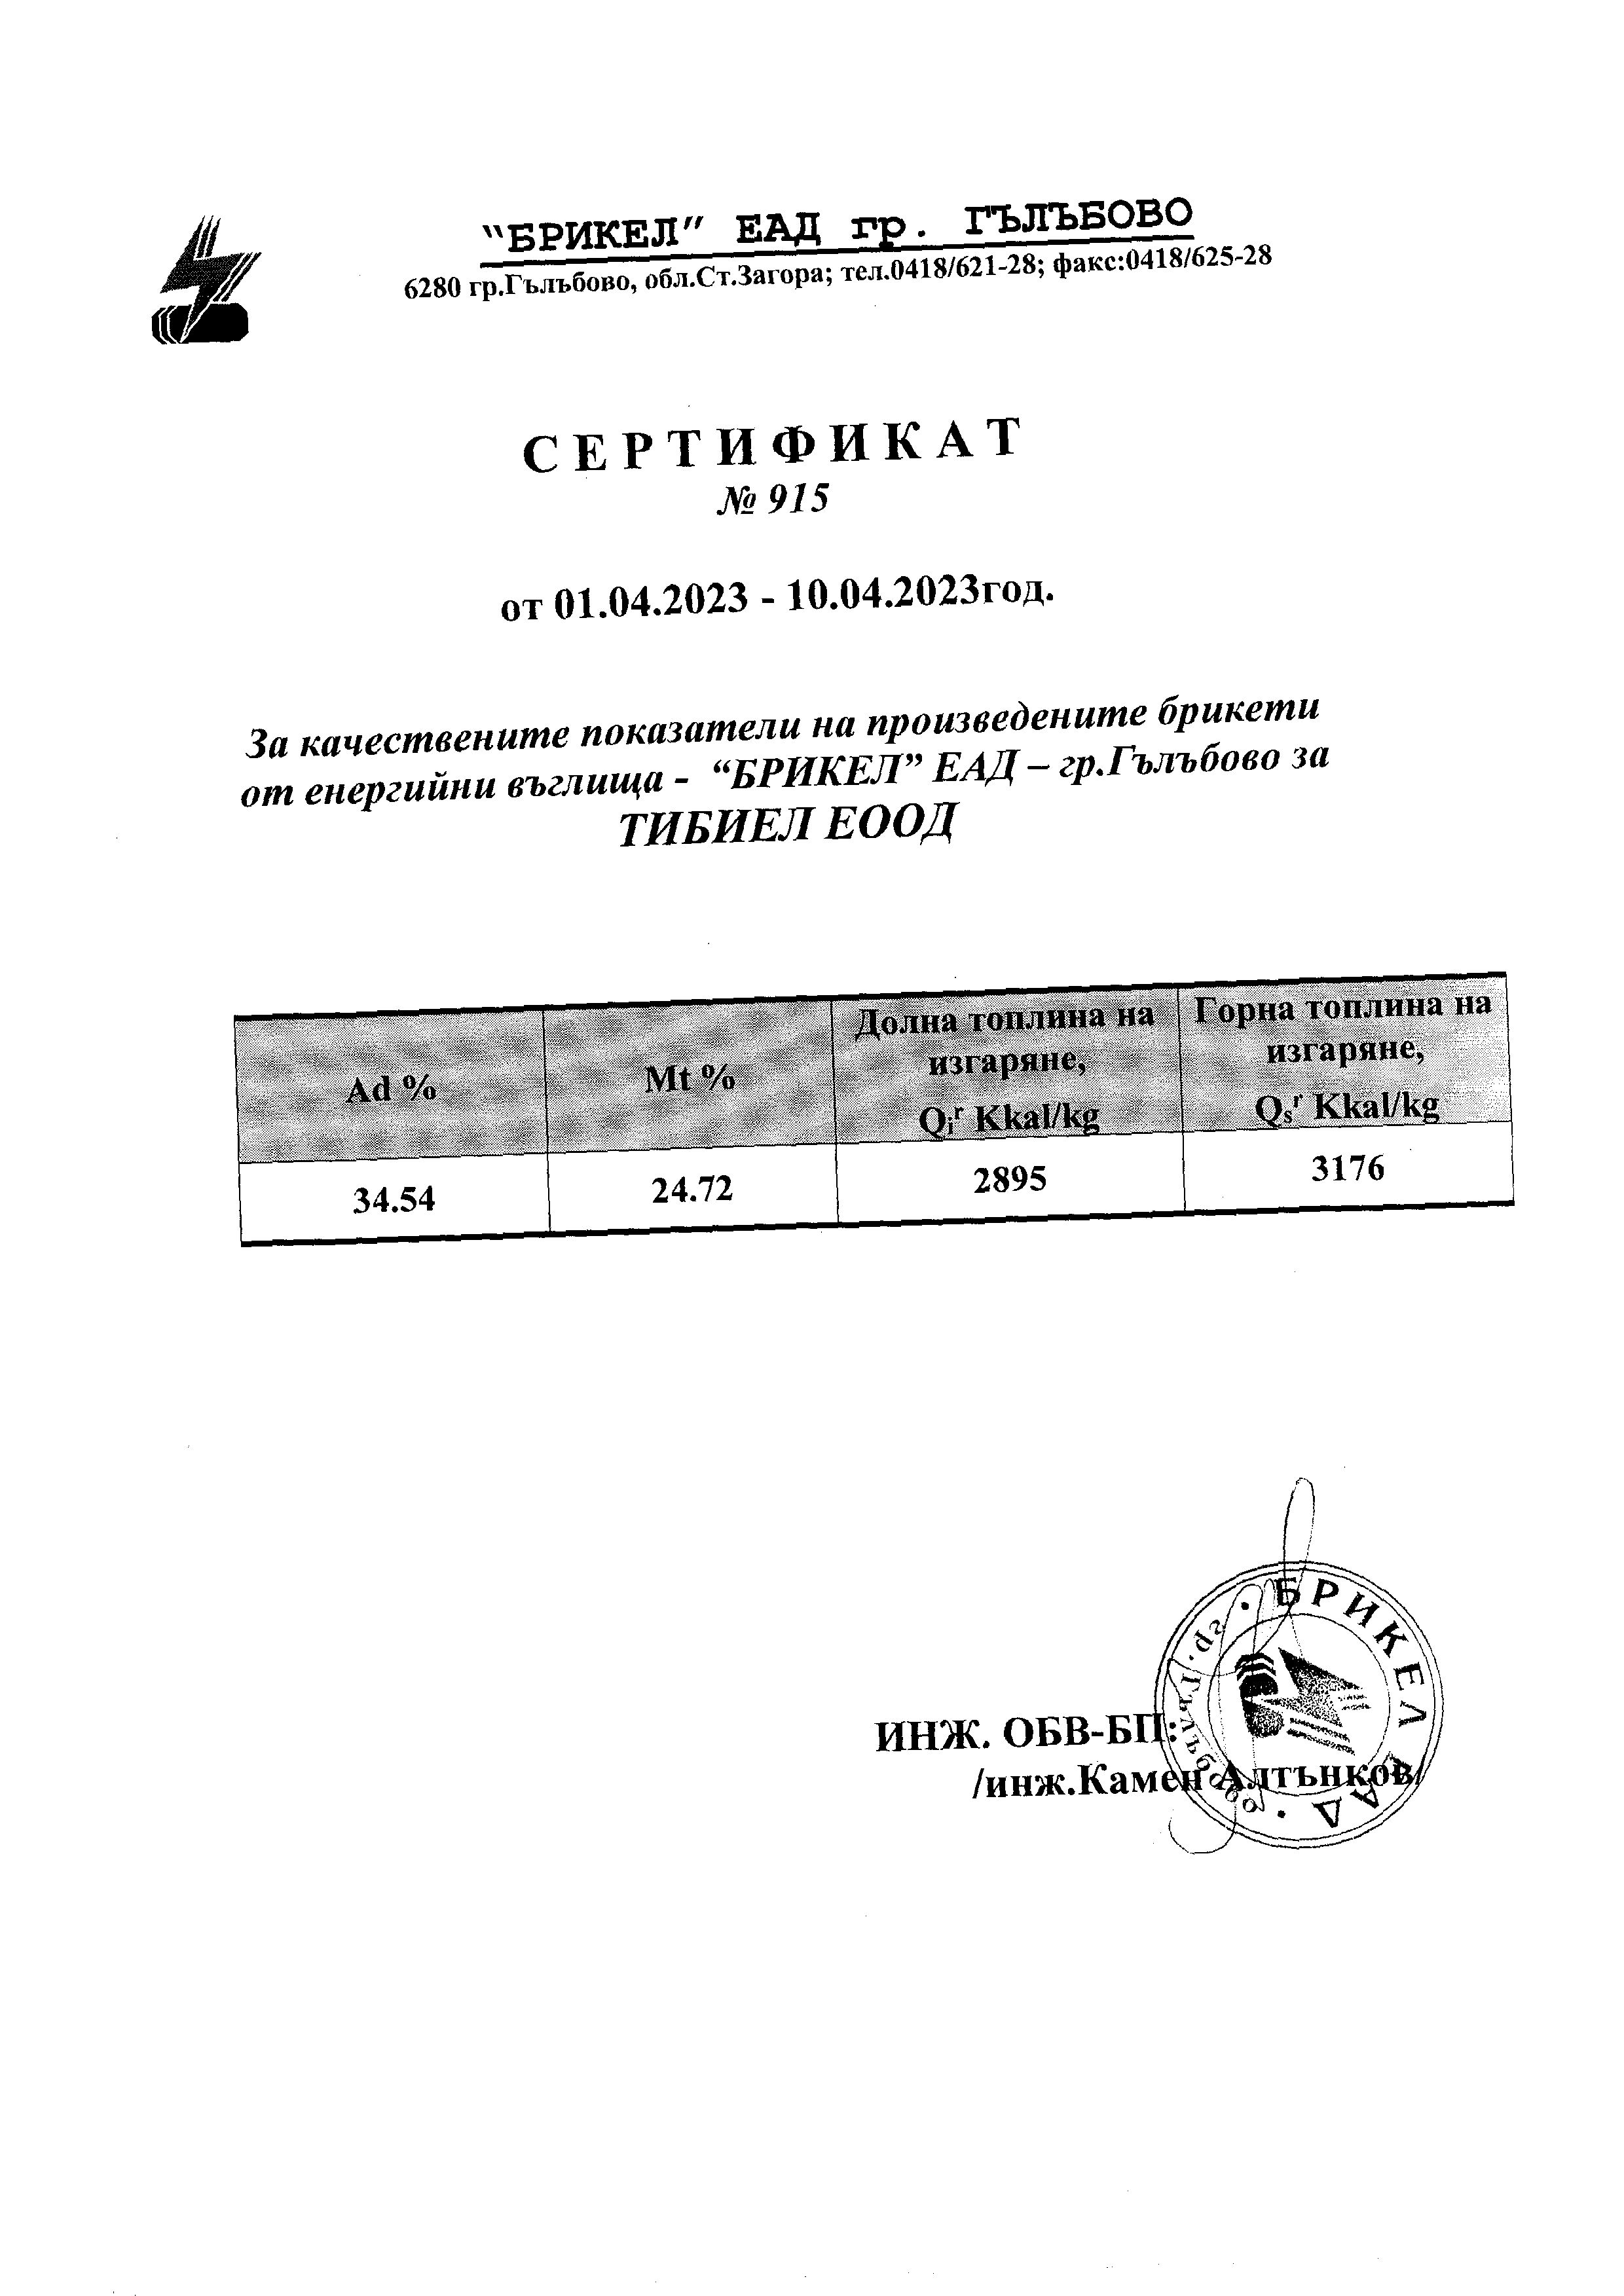 "БРИКЕЛ" ЕАД гр. ГЪЛЪБОВО
6280 гр.Гълъбово, обл.Ст.Загора; тел.0418/621-28; факс:0418/625-28
СЕРТИФИКАТ
№ 915
от 01.04.2023 - 10.04.2023год.
За качествените показатели на произведените брикети
от енергийни въглища - “БРИКЕЛ” ЕАД – гр.Гълъбово за
ТИБИЕЛ ЕООД
Ad %
Mt %
Долна топлина на
изгаряне,
Qiʳ Kkal/kg
Горна топлина на
изгаряне,
Qsʳ Kkal/kg
34.54
24.72
2895
3176
ИНЖ. ОБВ-БП:
/инж.Камен Алтънков/
БРИКЕЛ ЕАД
гр. Гълъбово